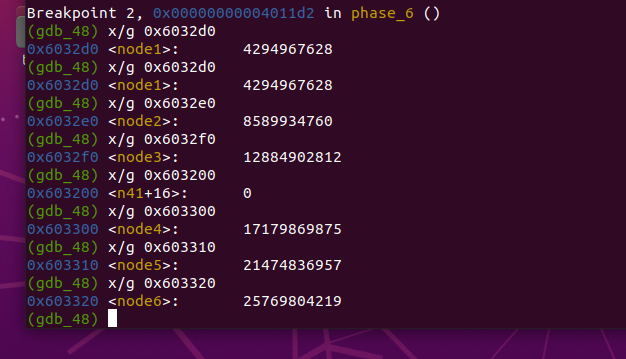 Breakpoint 2, 0x00000000004011d2 in phase_6 ()
(gdb_48) x/g 0x6032d0
0x6032d0 <node1>: 4294967628
(gdb_48) x/g 0x6032d0
0x6032d0 <node1>: 4294967628
(gdb_48) x/g 0x6032e0
0x6032e0 <node2>: 8589934760
(gdb_48) x/g 0x6032f0
0x6032f0 <node3>: 12884902812
(gdb_48) x/g 0x603200
0x603200 <n41+16>: 0
(gdb_48) x/g 0x603300
0x603300 <node4>: 17179869875
(gdb_48) x/g 0x603310
0x603310 <node5>: 21474836957
(gdb_48) x/g 0x603320
0x603320 <node6>: 25769804219
(gdb_48)